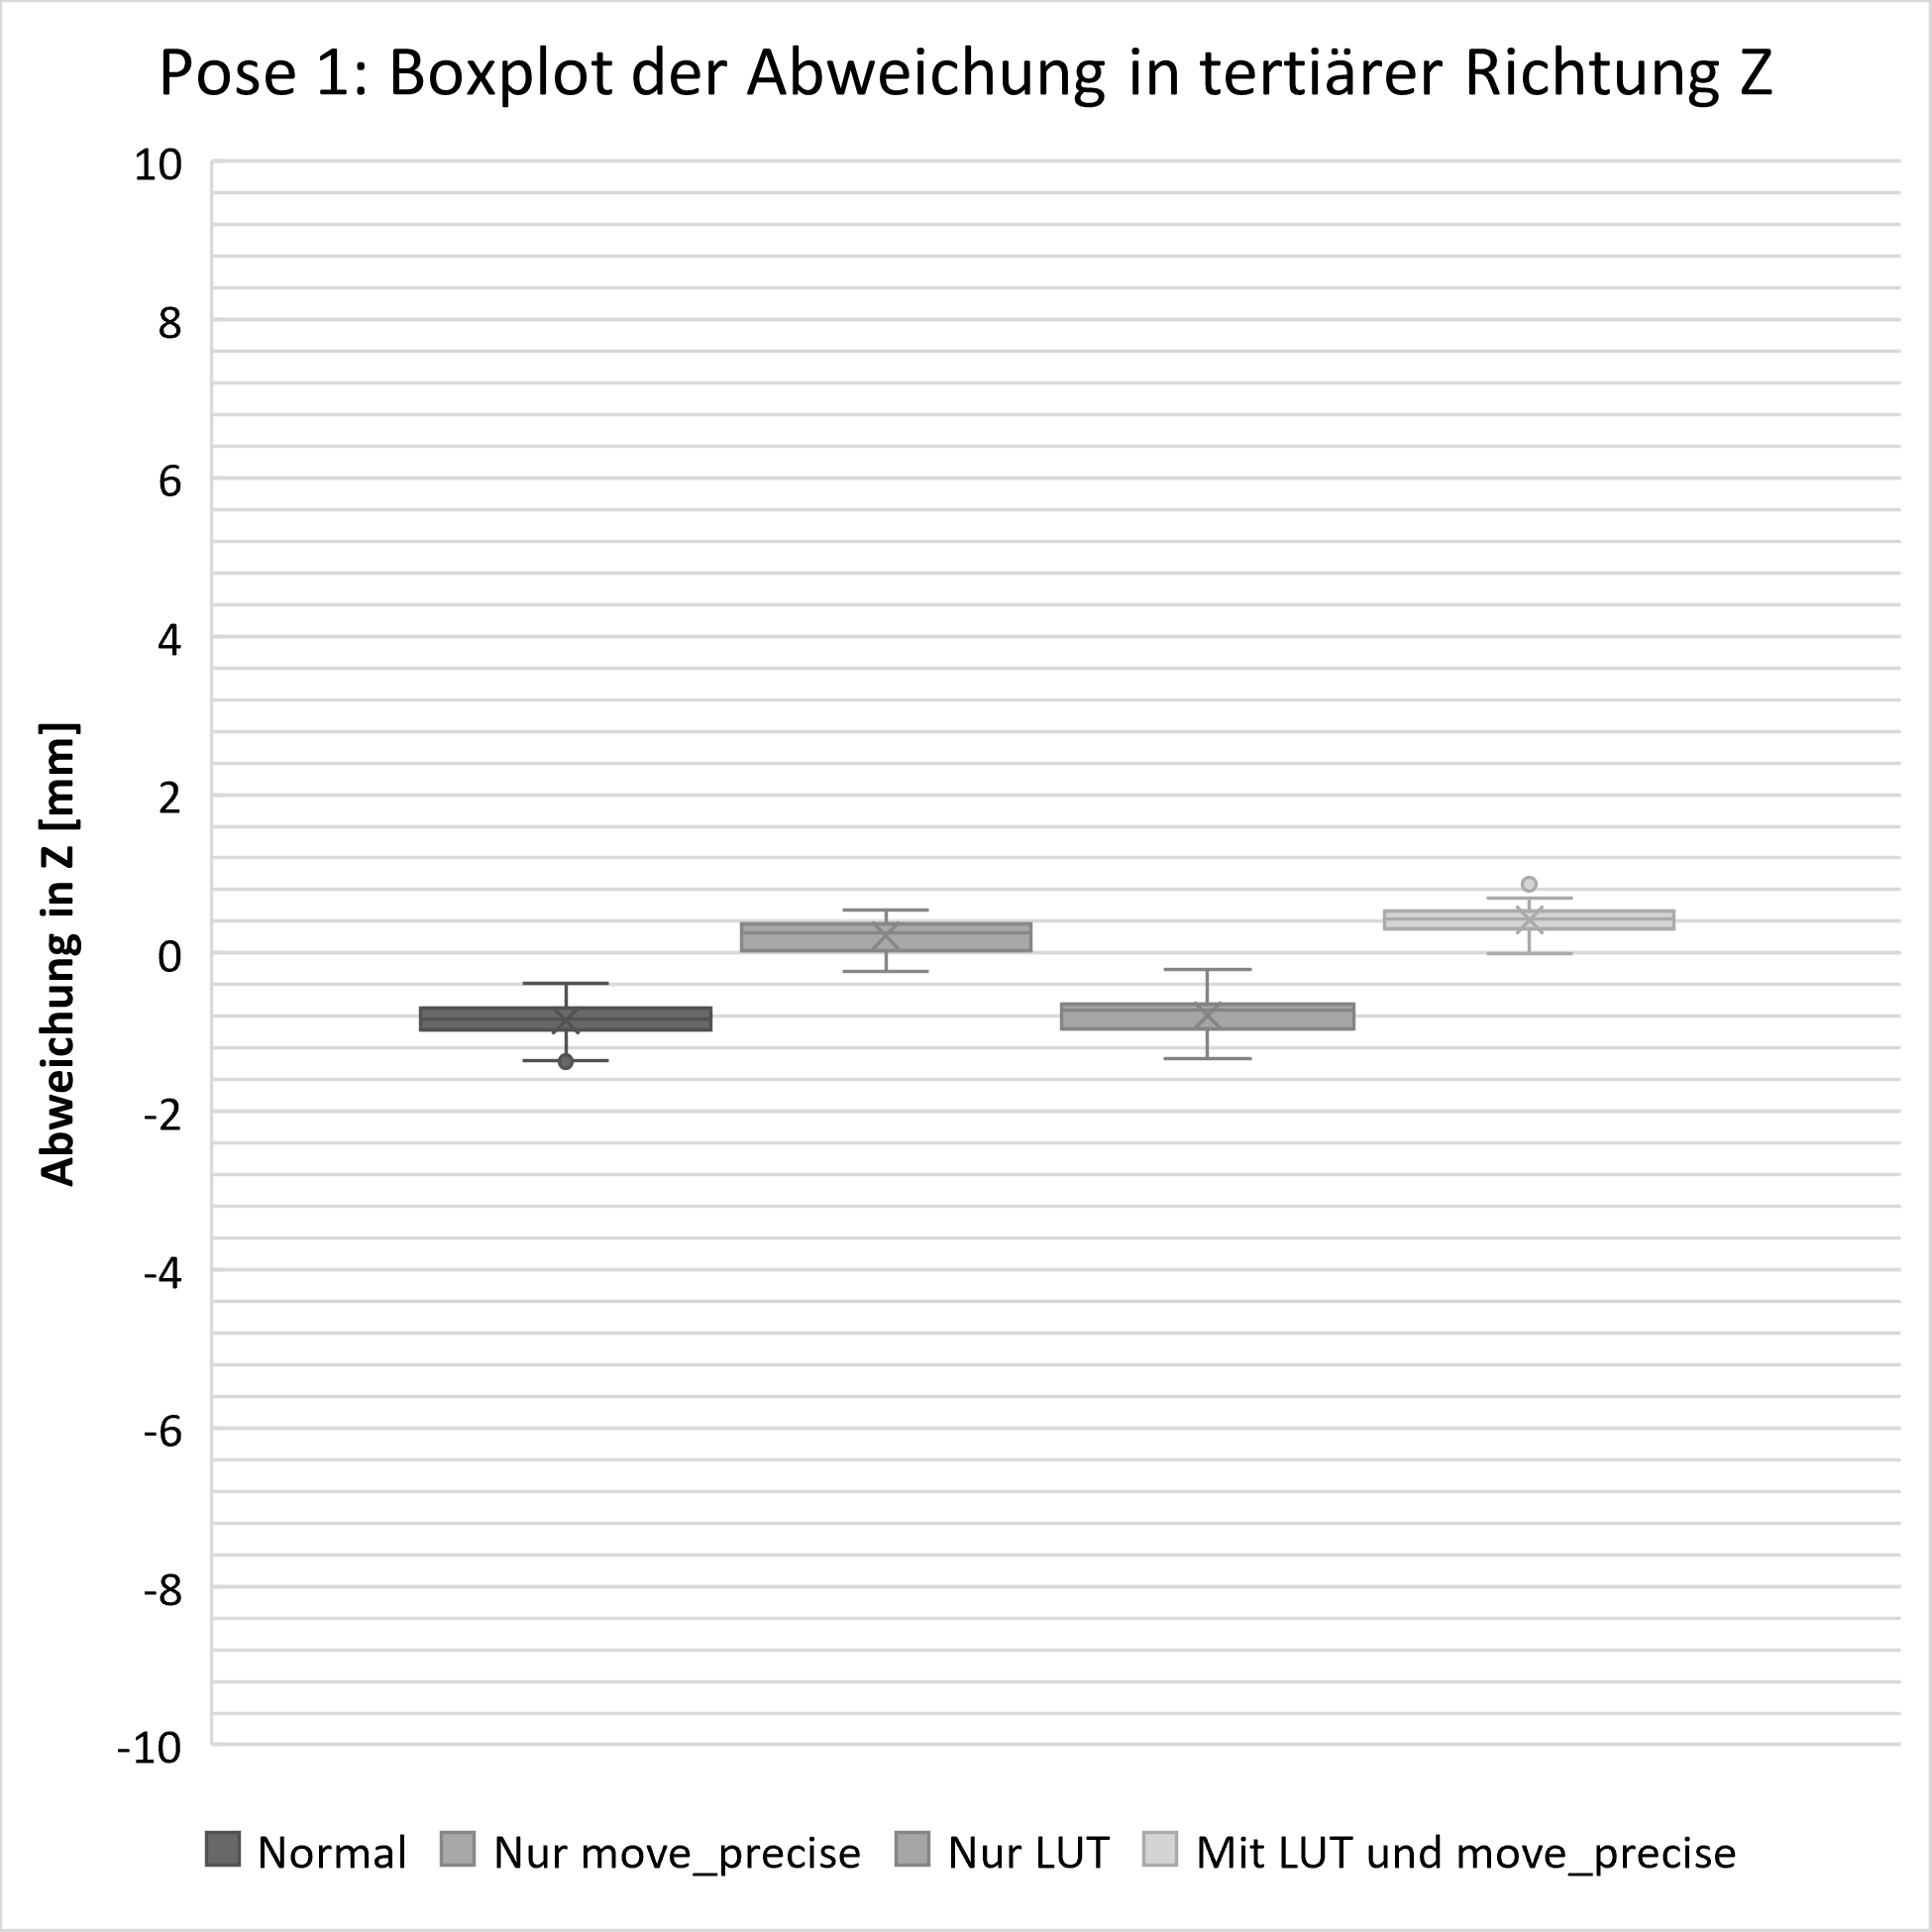 Pose 1: Boxplot der Abweichung in tertiärer Richtung Z
10
8
6
4
2
0
-2
-4
-6
-8
-10
Abweichung in Z [mm]
Normal
Nur move_precise
Nur LUT
Mit LUT und move_precise